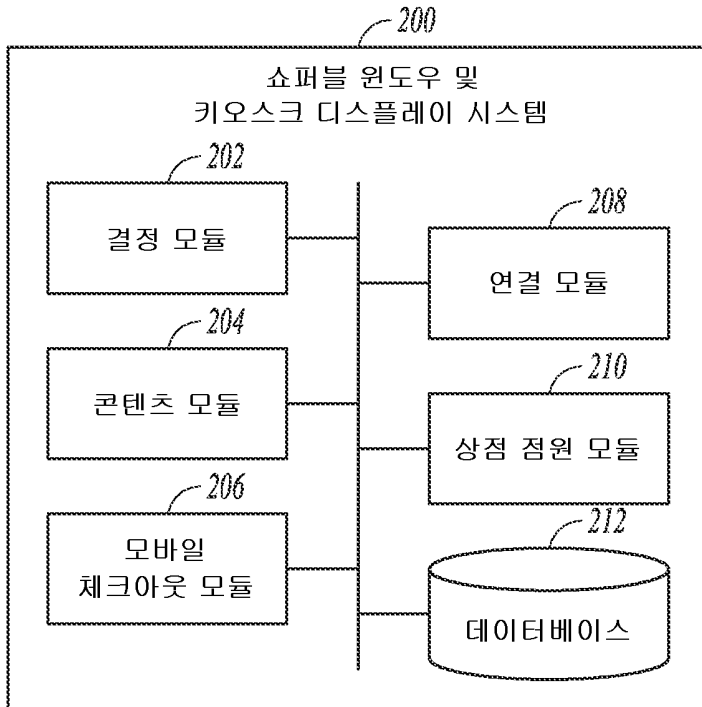 200
쇼퍼블 윈도우 및
키오스크 디스플레이 시스템
202
결정 모듈
208
연결 모듈
204
콘텐츠 모듈
210
상점 점원 모듈
206
모바일
체크아웃 모듈
212
데이터베이스